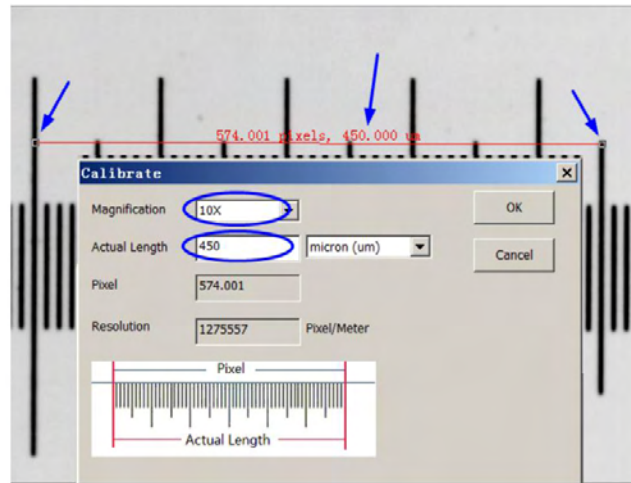 574.001 pixels, 450.000 um
Calibrate
Magnification 10X OK
Actual Length 450 micron (um) Cancel
Pixel 574.001
Resolution 1275557 Pixel/Meter
Pixel
Actual Length